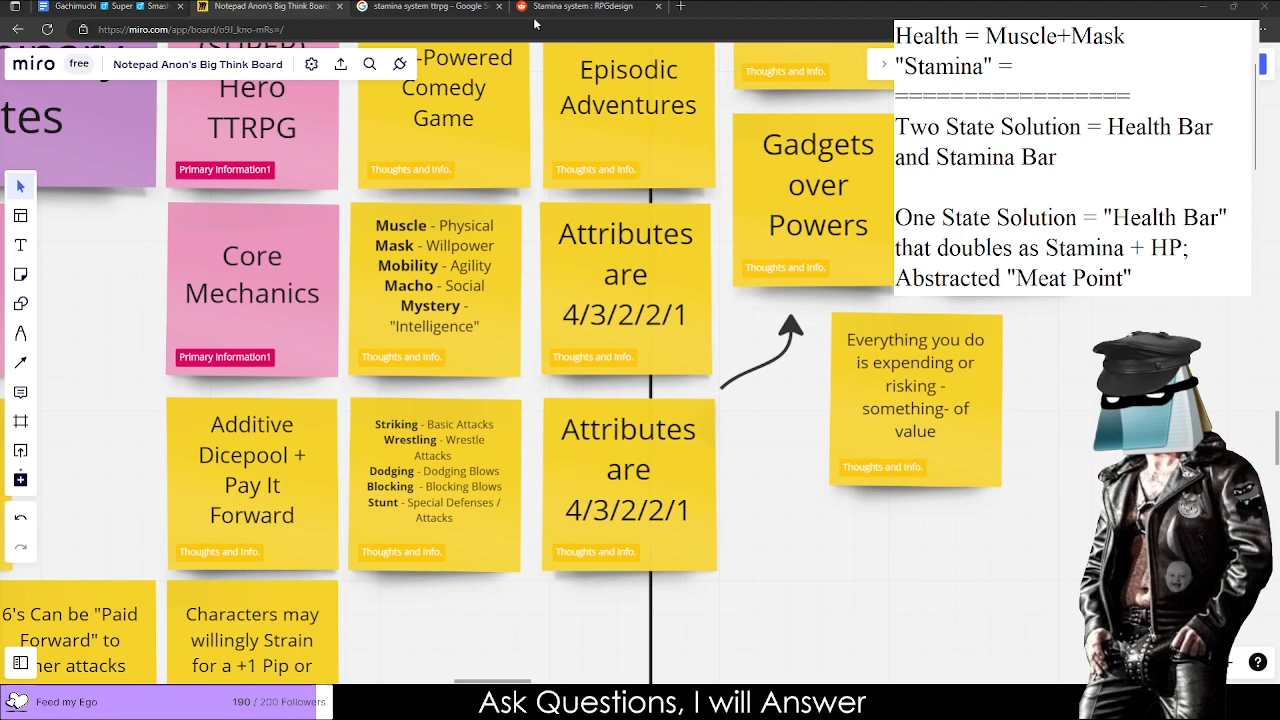 Gachiomi Super Smash
Notepad Anon's Big Think Board
stamina system ttrpg - Google S
Stamina system : RPGdesign
https://miro.com/app/board/o9J_kno-mRs=/
miro
free
Notepad Anon's Big Think Board
tes
Hero
TTRPG
Primary Information1
-Powered
Comedy
Game
Thoughts and Info.
Episodic
Adventures
Thoughts and Info.
Thoughts and Info.
Gadgets
over
Powers
Thoughts and Info.
Health = Muscle+Mask
"Stamina" =
=================
Two State Solution = Health Bar
and Stamina Bar
One State Solution = "Health Bar"
that doubles as Stamina + HP;
Abstracted "Meat Point"
Core
Mechanics
Primary Information1
Muscle - Physical
Mask - Willpower
Mobility - Agility
Macho - Social
Mystery -
"Intelligence"
Thoughts and Info.
Attributes
are
4/3/2/2/1
Thoughts and Info.
Everything you do
is expending or
risking -
something- of
value
Thoughts and Info.
Additive
Dicepool +
Pay It
Forward
Thoughts and Info.
Striking - Basic Attacks
Wrestling - Wrestle
Attacks
Dodging - Dodging Blows
Blocking - Blocking Blows
Stunt - Special Defenses /
Attacks
Thoughts and Info.
Attributes
are
4/3/2/2/1
Thoughts and Info.
6's Can be "Paid
Forward" to
her attacks
Characters may
willingly Strain
for a +1 Pip or
Feed my Ego
190 / 200 Followers
Ask Questions, I will Answer